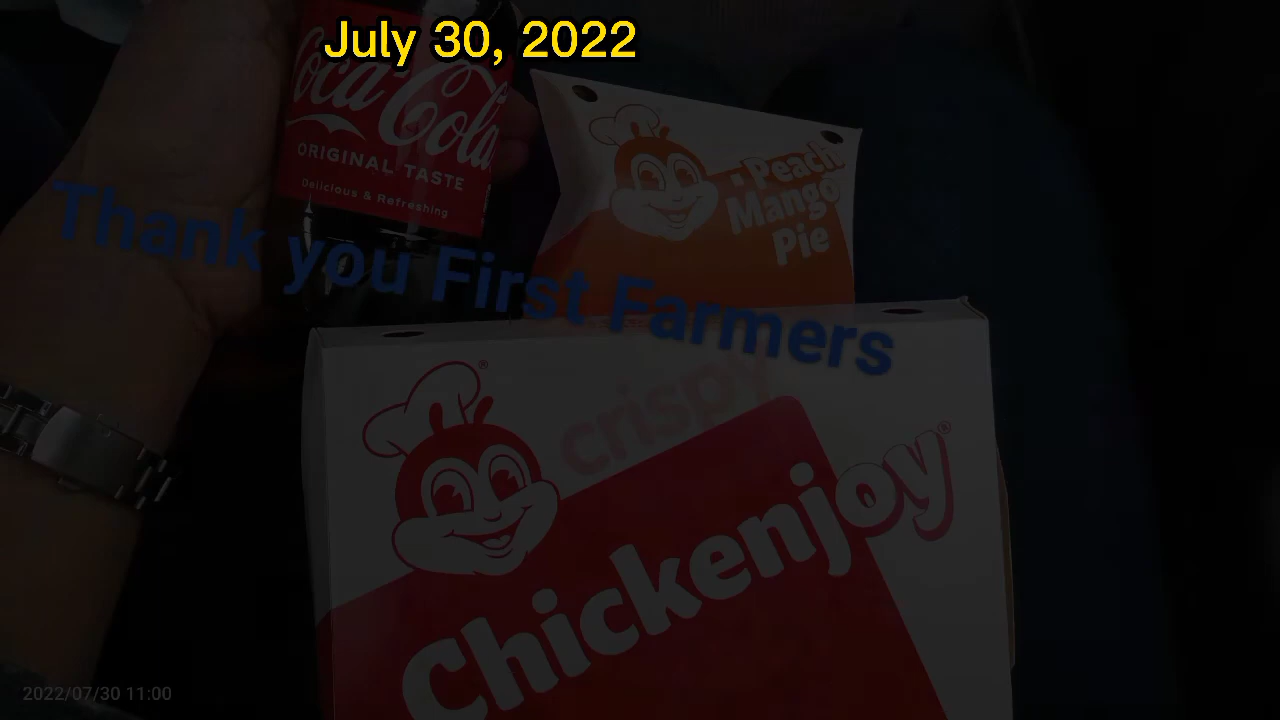 July 30, 2022
Coca-Cola
ORIGINAL TASTE
Delicious & Refreshing
Peach
Mango
Pie
Thank you First Farmers
crispy
Chickenjoy®
2022/07/30 11:00